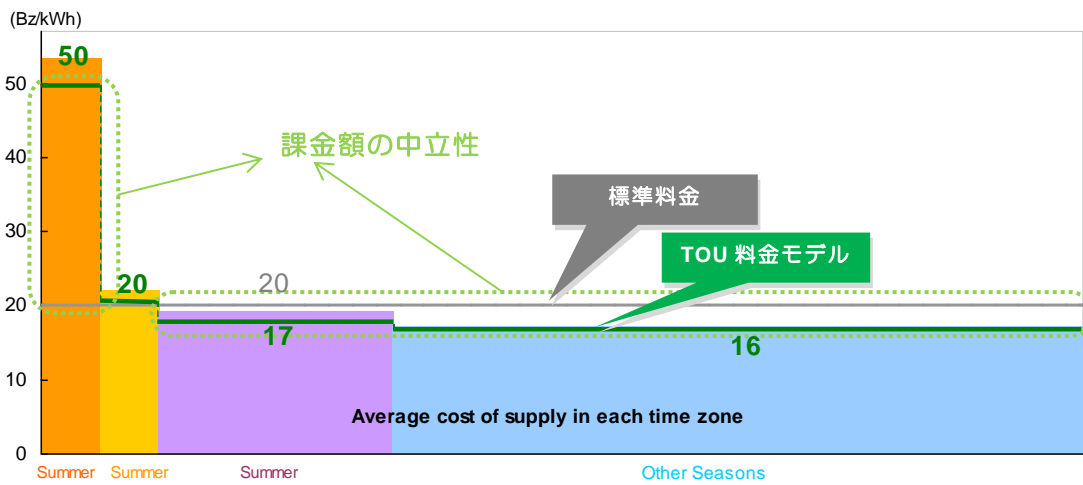 (Bz/kWh)
50
50
課金額の中立性
40
標準料金
30
TOU 料金モデル
20
20
20
17
16
10
Average cost of supply in each time zone
0
Summer Summer Summer Other Seasons